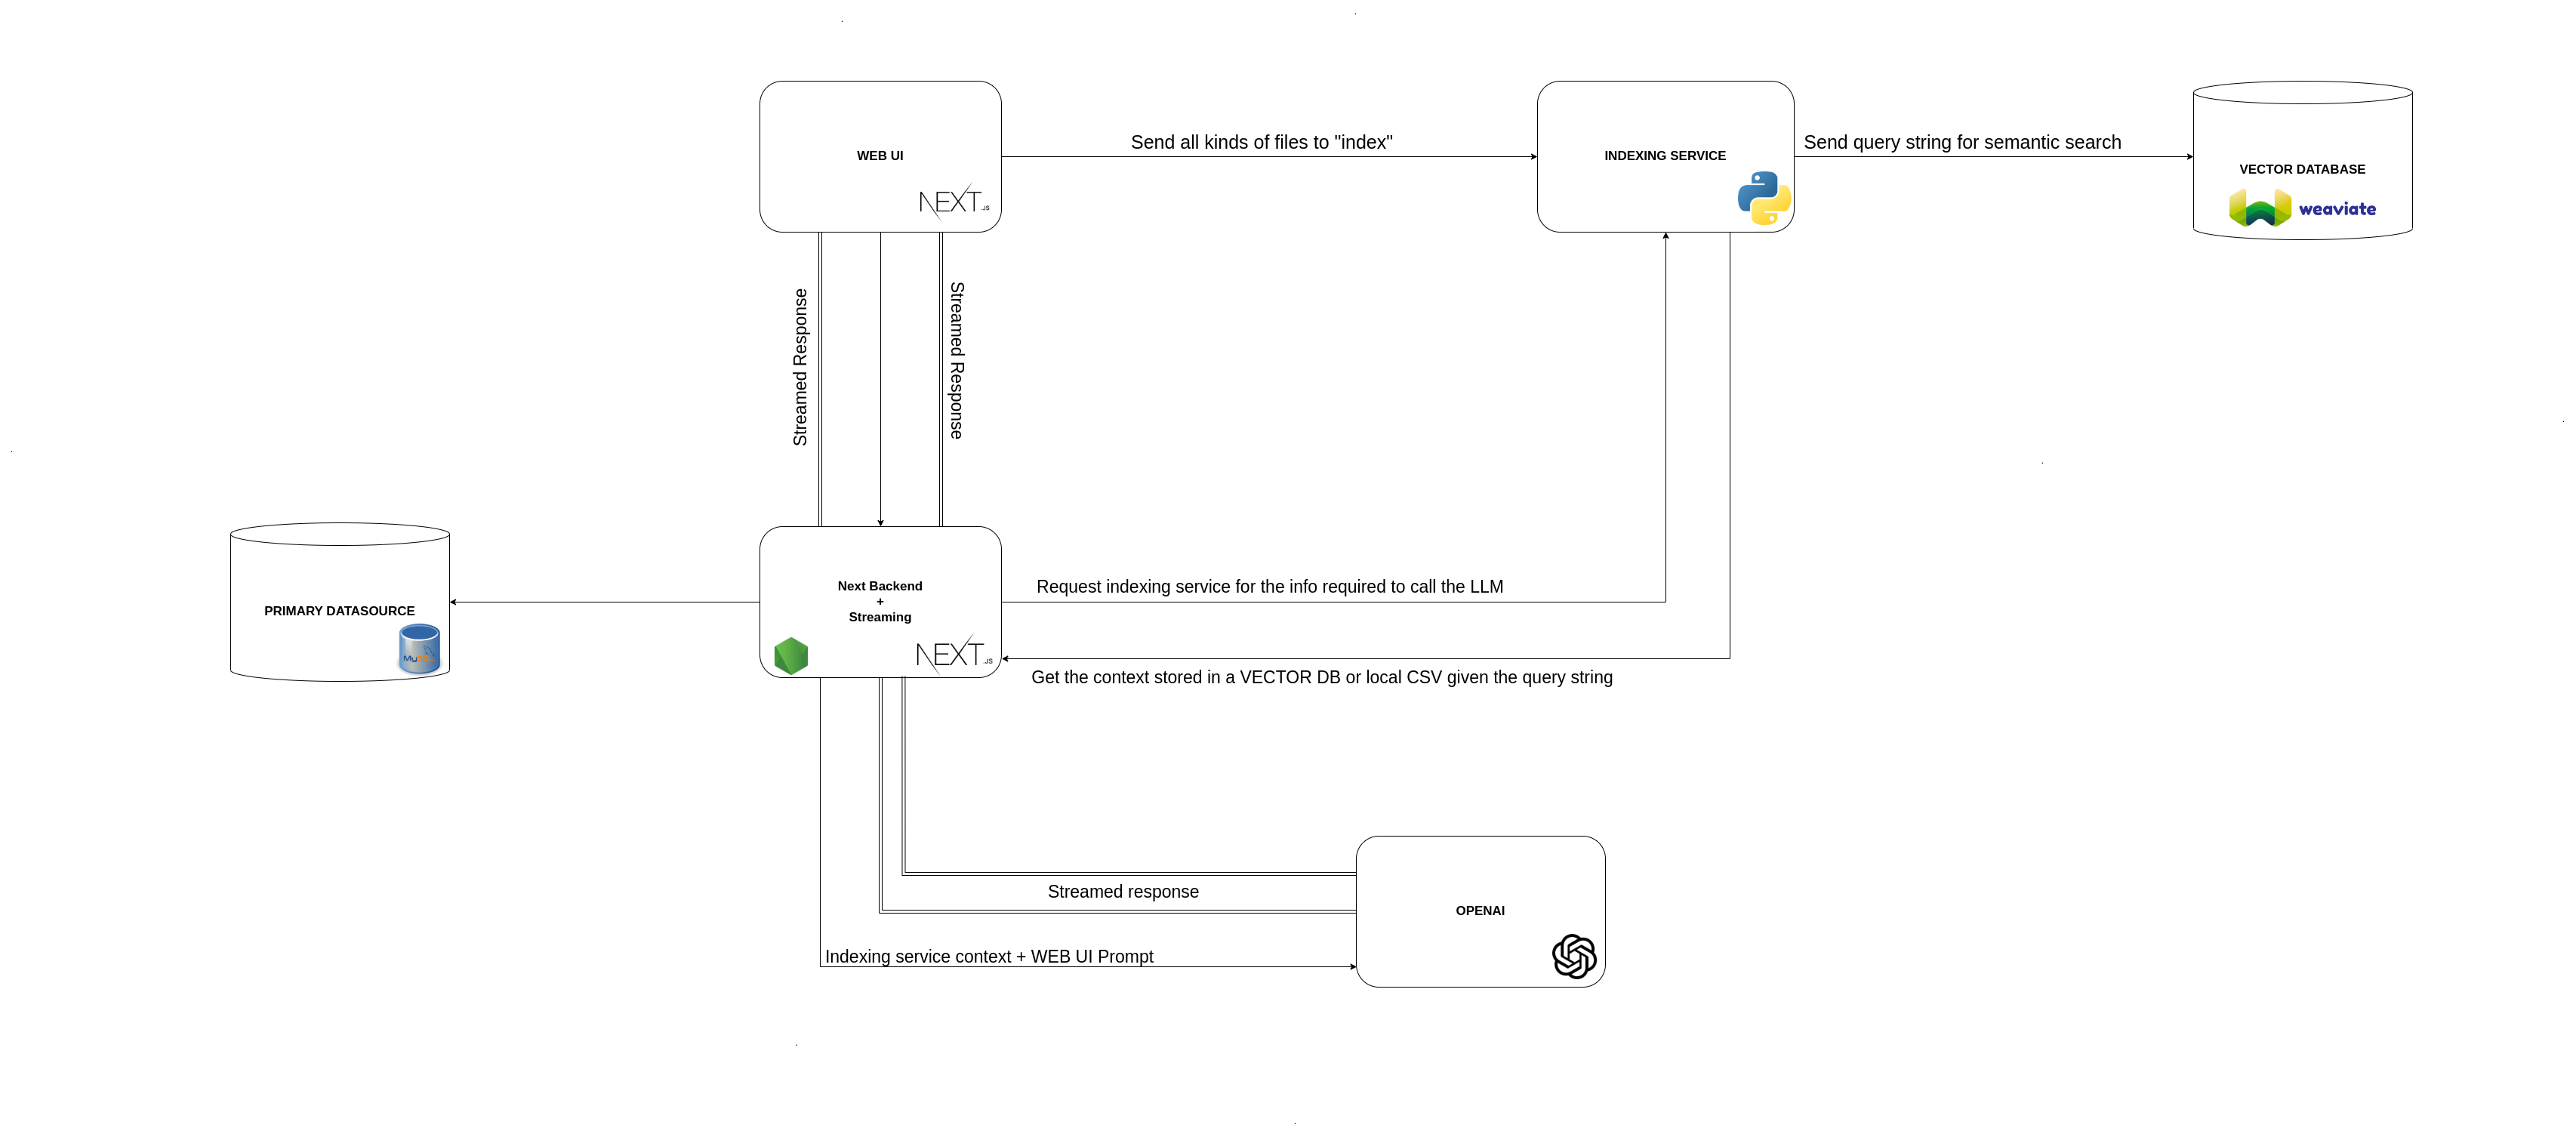 WEB UI
NEXT.JS
Send all kinds of files to "index"
INDEXING SERVICE
Send query string for semantic search
VECTOR DATABASE
weaviate
Streamed Response
Streamed Response
PRIMARY DATASOURCE
Next Backend
+
Streaming
NEXT.JS
Request indexing service for the info required to call the LLM
Get the context stored in a VECTOR DB or local CSV given the query string
Streamed response
OPENAI
Indexing service context + WEB UI Prompt